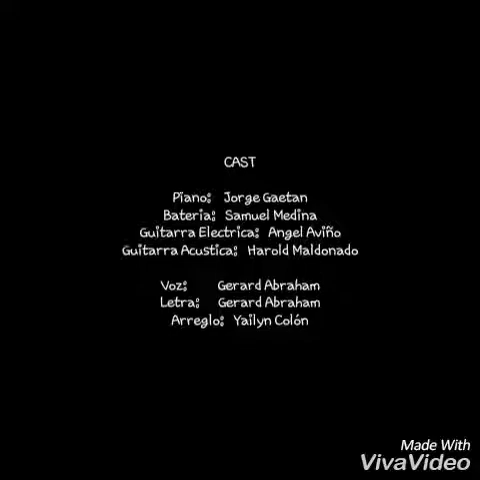 CAST
Piano: Jorge Gaetan
Bateria: Samuel Medina
Guitarra Electrica: Angel Aviño
Guitarra Acustica: Harold Maldonado
Voz: Gerard Abraham
Letra: Gerard Abraham
Arreglo: Yailyn Colón
Made With
VivaVideo